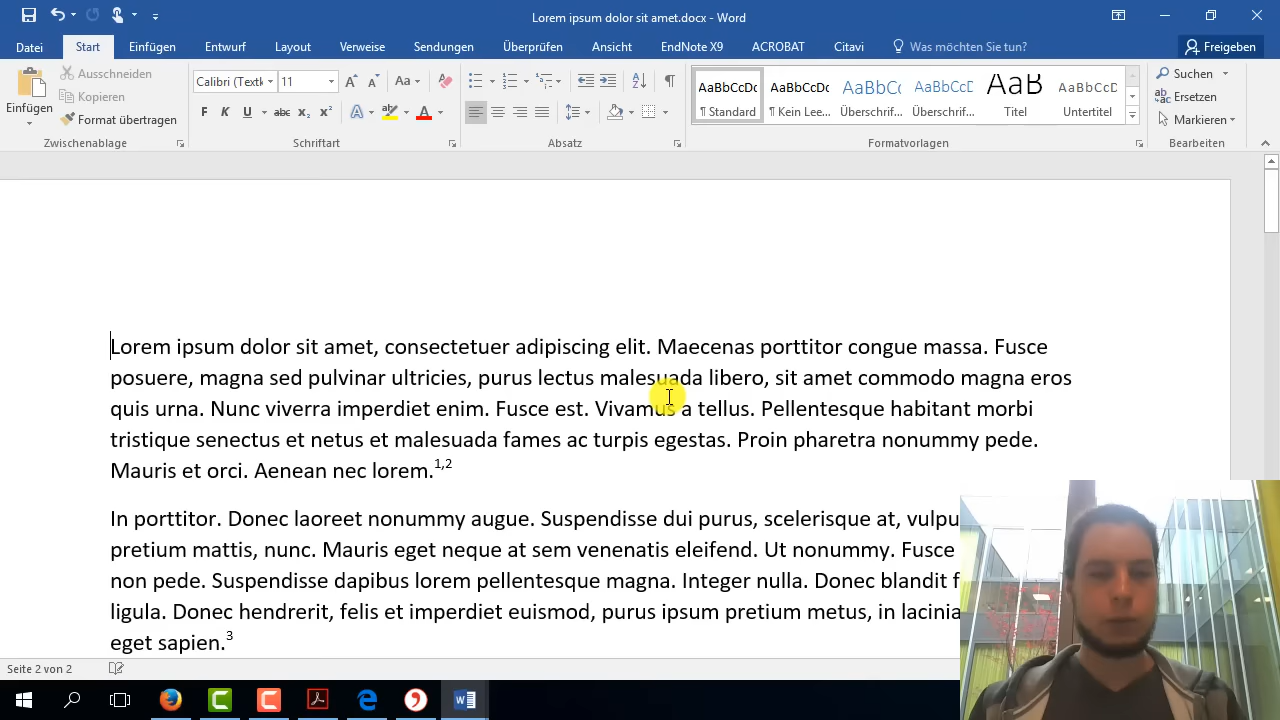 Lorem ipsum dolor sit amet.docx - Word
Datei Start Einfügen Entwurf Layout Verweise Sendungen Überprüfen Ansicht EndNote X9 ACROBAT Citavi Was möchten Sie tun? Freigeben
Einfügen
Ausschneiden
Kopieren
Format übertragen
Zwischenablage
Calibri (Textk 11
Aa
F K U abc x₂ x²
Schriftart
Absatz
AaBbCcDc AaBbCcDc AaBbCc AaBbCcD AaB AaBbCcD
¶ Standard ¶ Kein Lee... Überschrif... Überschrif... Titel Untertitel
Formatvorlagen
Suchen
Ersetzen
Markieren
Bearbeiten
Lorem ipsum dolor sit amet, consectetuer adipiscing elit. Maecenas porttitor congue massa. Fusce
posuere, magna sed pulvinar ultricies, purus lectus malesuada libero, sit amet commodo magna eros
quis urna. Nunc viverra imperdiet enim. Fusce est. Vivamus a tellus. Pellentesque habitant morbi
tristique senectus et netus et malesuada fames ac turpis egestas. Proin pharetra nonummy pede.
Mauris et orci. Aenean nec lorem.1,2
In porttitor. Donec laoreet nonummy augue. Suspendisse dui purus, scelerisque at, vulpu
pretium mattis, nunc. Mauris eget neque at sem venenatis eleifend. Ut nonummy. Fusce
non pede. Suspendisse dapibus lorem pellentesque magna. Integer nulla. Donec blandit f
ligula. Donec hendrerit, felis et imperdiet euismod, purus ipsum pretium metus, in lacinia
eget sapien.3
Seite 2 von 2